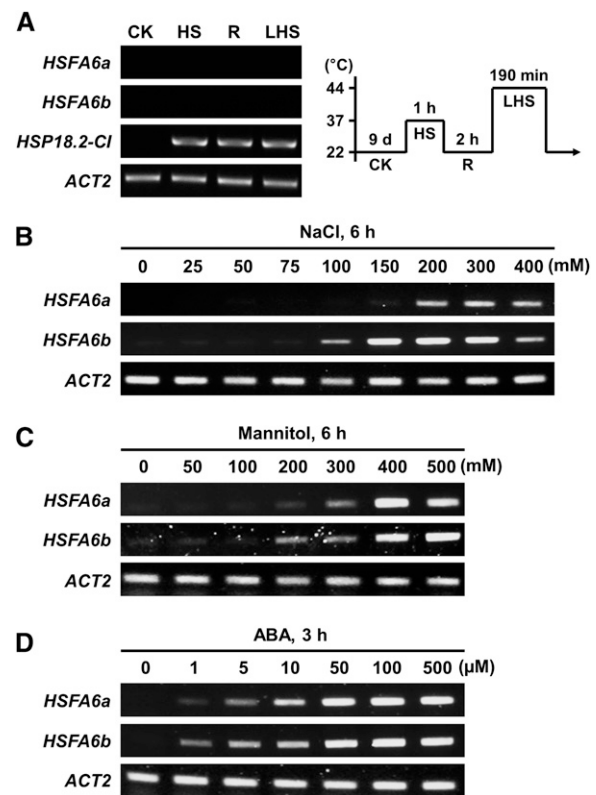 A
CK HS R LHS
HSFA6a
HSFA6b
HSP18.2-CI
ACT2
(°C)
44
37
22
9 d
CK
1 h
HS
2 h
R
190 min
LHS
B
NaCl, 6 h
0 25 50 75 100 150 200 300 400 (mM)
HSFA6a
HSFA6b
ACT2
C
Mannitol, 6 h
0 50 100 200 300 400 500 (mM)
HSFA6a
HSFA6b
ACT2
D
ABA, 3 h
0 1 5 10 50 100 500 (µM)
HSFA6a
HSFA6b
ACT2